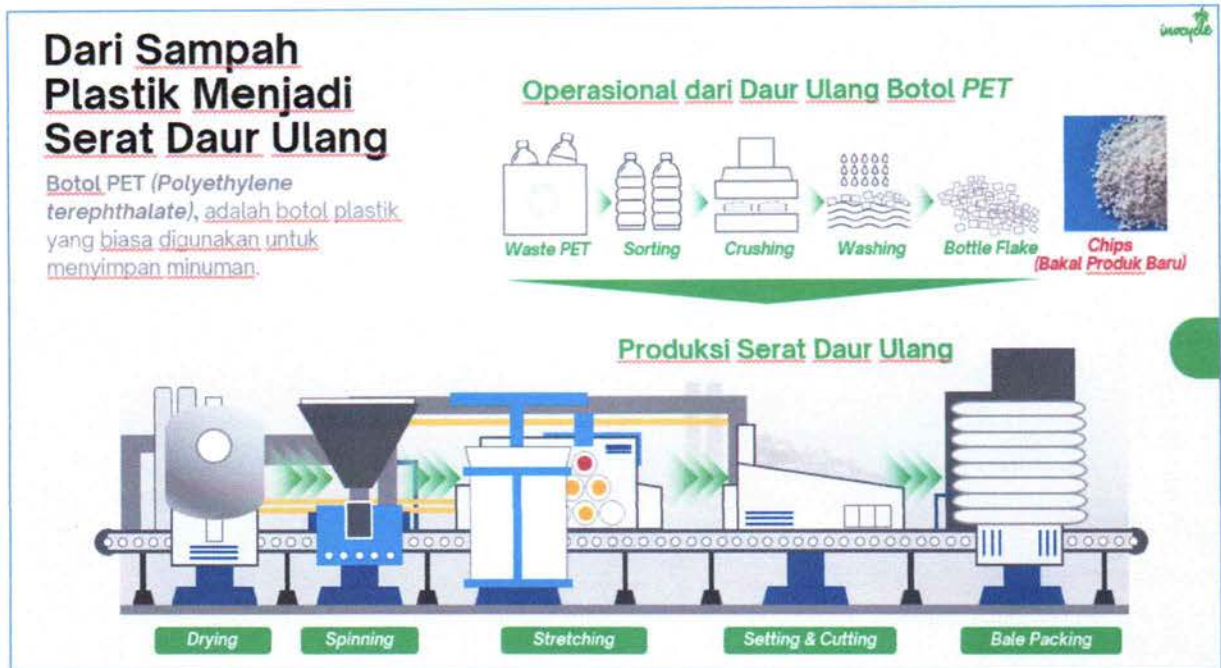 Dari Sampah
Plastik Menjadi
Serat Daur Ulang
Botol PET (Polyethylene
terephthalate), adalah botol plastik
yang biasa digunakan untuk
menyimpan minuman.
inocycle
Operasional dari Daur Ulang Botol PET
Waste PET
Sorting
Crushing
Washing
Bottle Flake
Chips
(Bakal Produk Baru)
Produksi Serat Daur Ulang
Drying
Spinning
Stretching
Setting & Cutting
Bale Packing